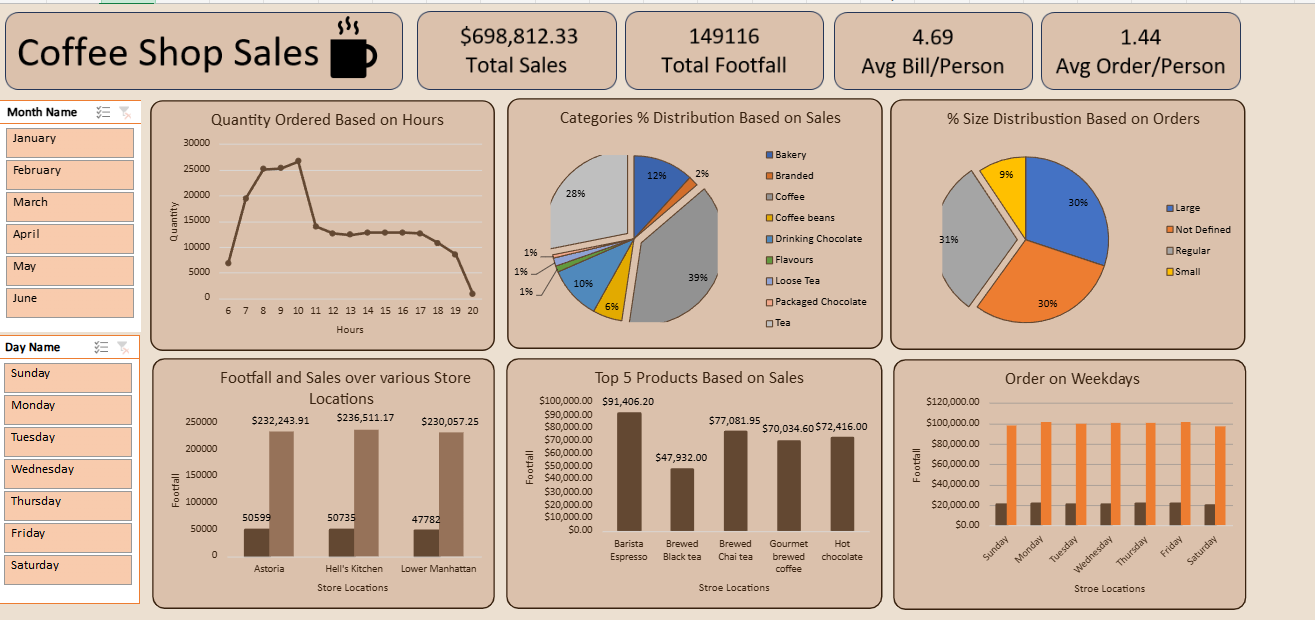 Coffee Shop Sales
$698,812.33
Total Sales
149116
Total Footfall
4.69
Avg Bill/Person
1.44
Avg Order/Person
Month Name
January
February
March
April
May
June
Day Name
Sunday
Monday
Tuesday
Wednesday
Thursday
Friday
Saturday
Quantity Ordered Based on Hours
30000
25000
20000
15000
10000
5000
0
Quantity
6 7 8 9 10 11 12 13 14 15 16 17 18 19 20
Hours
Categories % Distribution Based on Sales
12%
2%
39%
6%
10%
1%
1%
1%
28%
Bakery
Branded
Coffee
Coffee beans
Drinking Chocolate
Flavours
Loose Tea
Packaged Chocolate
Tea
% Size Distribustion Based on Orders
30%
30%
31%
9%
Large
Not Defined
Regular
Small
Footfall and Sales over various Store
Locations
250000
200000
150000
100000
50000
0
Footfall
$232,243.91
$236,511.17
$230,057.25
50599
50735
47782
Astoria
Hell's Kitchen
Lower Manhattan
Store Locations
Top 5 Products Based on Sales
$100,000.00
$90,000.00
$80,000.00
$70,000.00
$60,000.00
$50,000.00
$40,000.00
$30,000.00
$20,000.00
$10,000.00
$0.00
Footfall
$91,406.20
$47,932.00
$77,081.95
$70,034.60
$72,416.00
Barista
Espresso
Brewed
Black tea
Brewed
Chai tea
Gourmet
brewed
coffee
Hot
chocolate
Stroe Locations
Order on Weekdays
$120,000.00
$100,000.00
$80,000.00
$60,000.00
$40,000.00
$20,000.00
$0.00
Footfall
Sunday
Monday
Tuesday
Wednesday
Thursday
Friday
Saturday
Stroe Locations